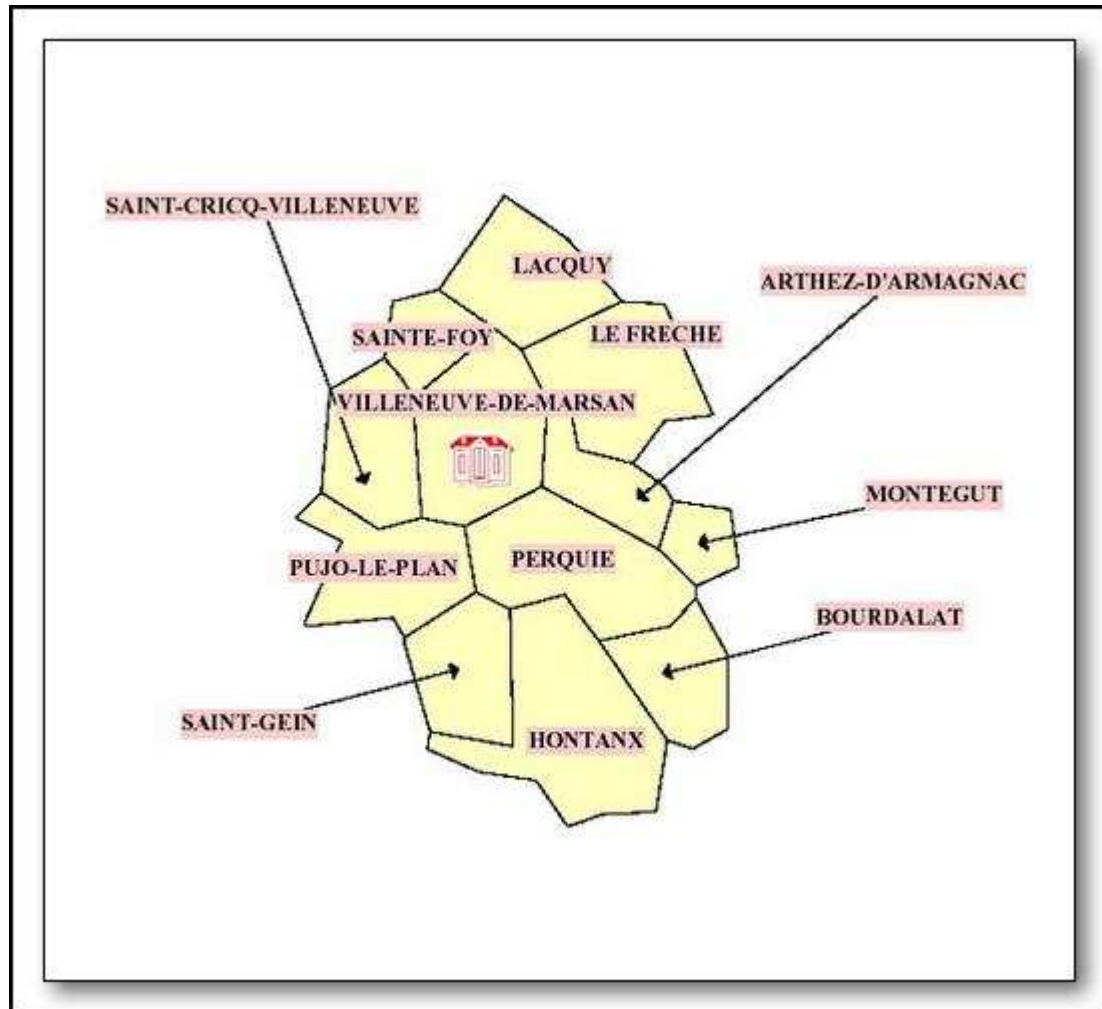 SAINT-CRICQ-VILLENEUVE
LACQUY
ARTHEZ-D'ARMAGNAC
SAINTE-FOY
LE FRECHE
VILLENEUVE-DE-MARSAN
MONTEGUT
PUJO-LE-PLAN
PERQUIE
BOURDALAT
SAINT-GEIN
HONTANX